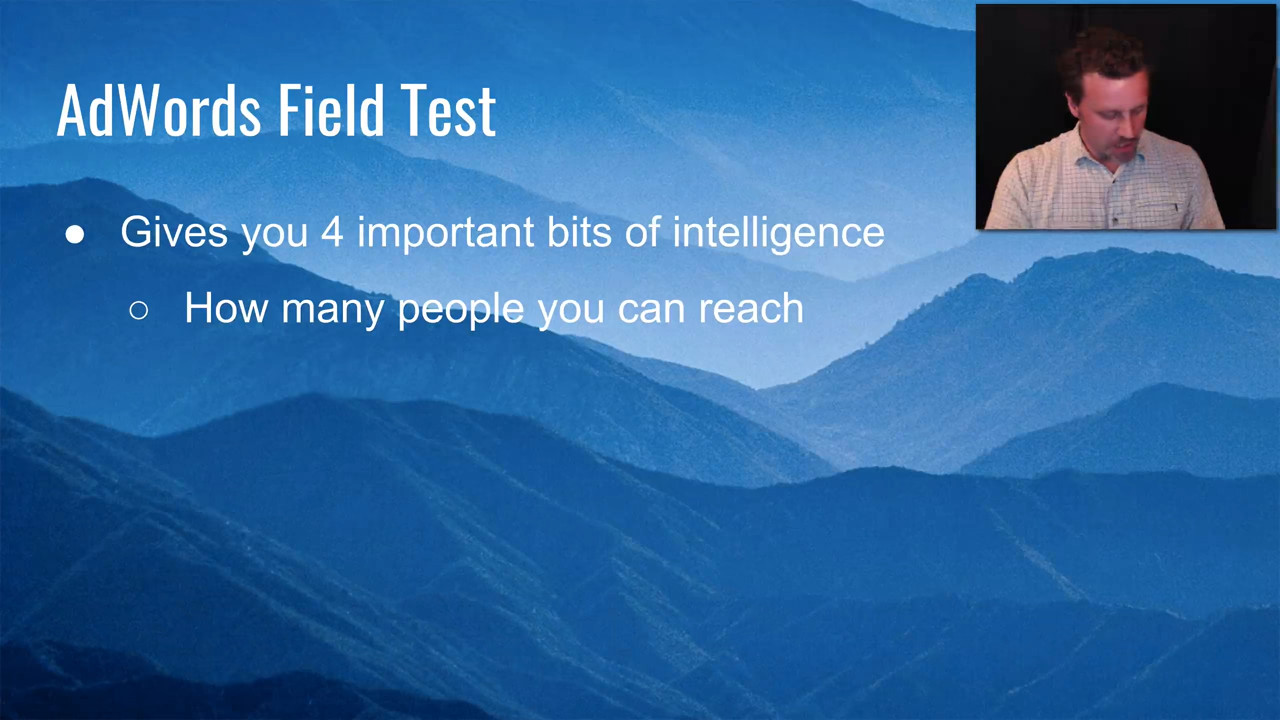 AdWords Field Test
● Gives you 4 important bits of intelligence
○ How many people you can reach